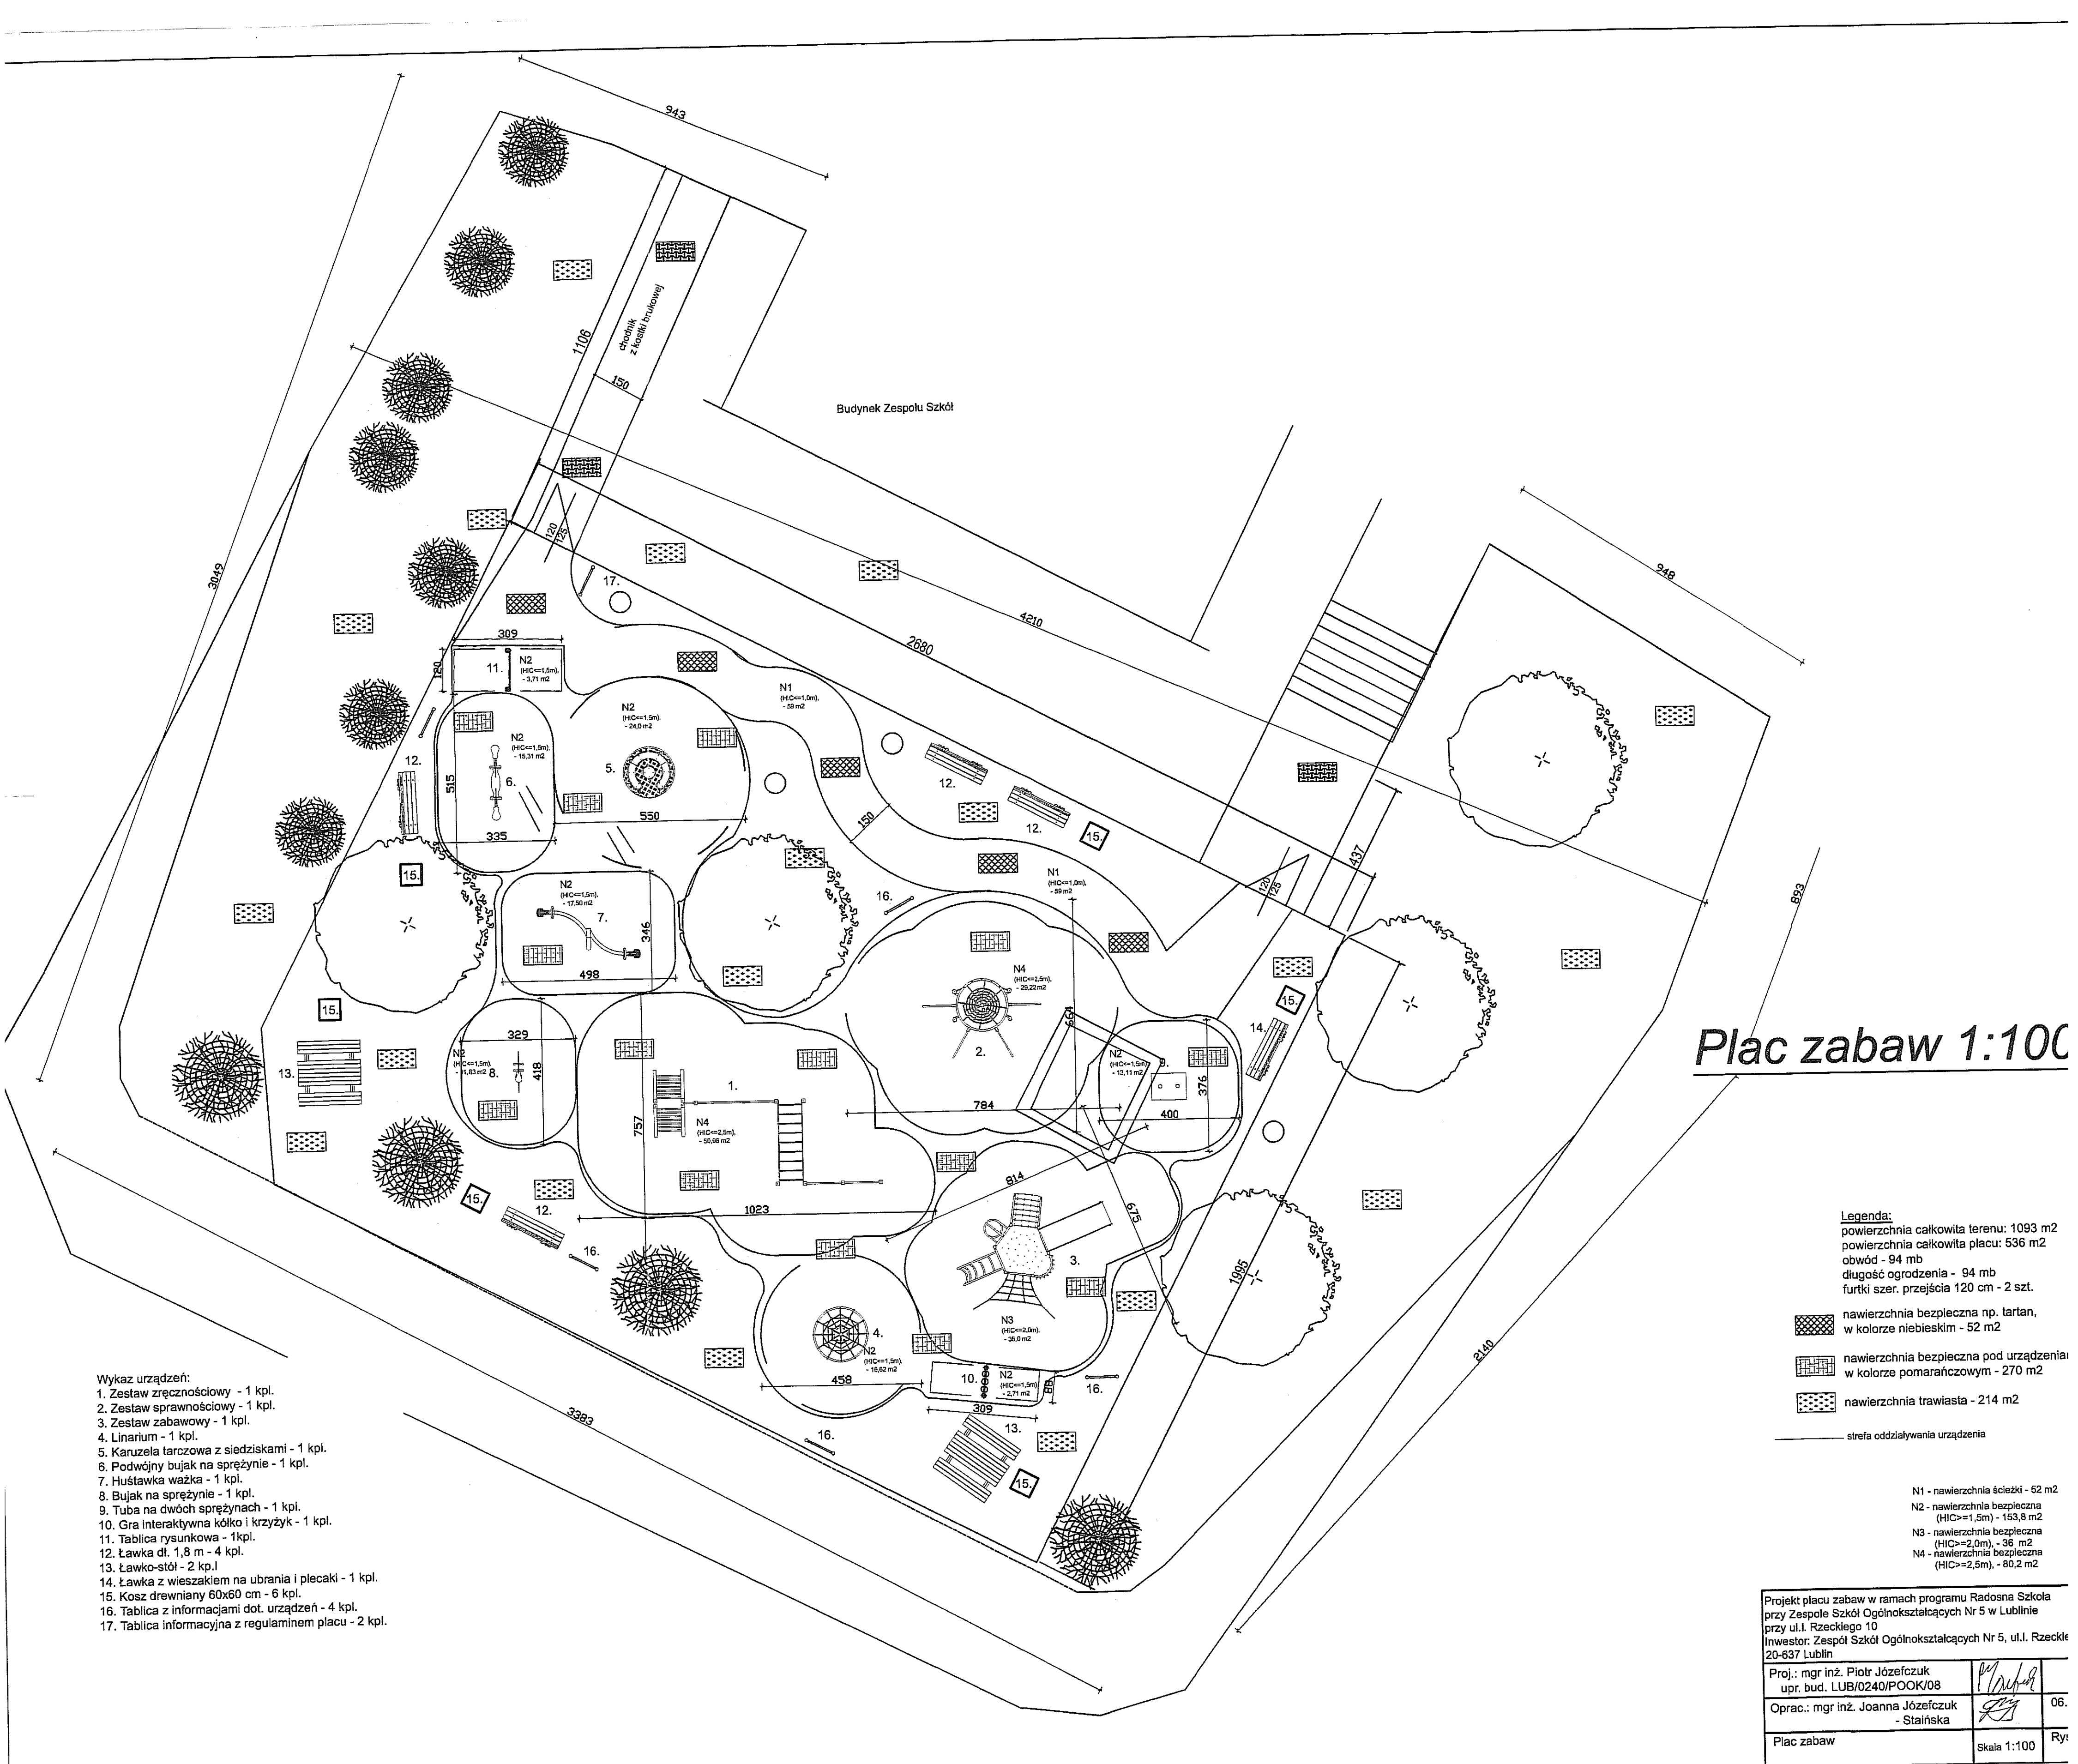 943
3049
1106
chodnik
z kostki brukowej
150
Budynek Zespołu Szkół
948
120
125
17.
4210
2680
309
120
11.
N2
(HIC<=1,5m),
- 3,71 m2
N2
(HIC<=1,5m),
- 24,0 m2
N1
(HIC<=1,0m),
- 59 m2
N2
(HIC<=1,5m),
- 15,31 m2
12.
6.
5.
515
335
550
150
12.
12.
15.
437
120
125
893
15.
N2
(HIC<=1,5m),
- 17,50 m2
7.
346
498
16.
N1
(HIC<=1,0m),
- 59 m2
N4
(HIC<=2,5m),
- 29,22 m2
2.
664
15.
14.
15.
13.
329
N2
(HIC<=1,5m),
- 11,83 m2
8.
418
1.
N4
(HIC<=2,5m),
- 50,98 m2
757
784
N2
(HIC<=1,5m),
- 13,11 m2
9.
376
400
Plac zabaw 1:100
15.
12.
16.
1023
814
675
3.
1995
N3
(HIC<=2,0m),
- 36,0 m2
4.
N2
(HIC<=1,5m),
- 16,62 m2
458
10.
N2
(HIC<=1,5m)
- 2,71 m2
88
309
16.
13.
16.
15.
3383
2140
Legenda:
powierzchnia całkowita terenu: 1093 m2
powierzchnia całkowita placu: 536 m2
obwód - 94 mb
długość ogrodzenia - 94 mb
furtki szer. przejścia 120 cm - 2 szt.
nawierzchnia bezpieczna np. tartan,
w kolorze niebieskim - 52 m2
nawierzchnia bezpieczna pod urządzenia
w kolorze pomarańczowym - 270 m2
nawierzchnia trawiasta - 214 m2
strefa oddziaływania urządzenia
N1 - nawierzchnia ścieżki - 52 m2
N2 - nawierzchnia bezpieczna
(HIC>=1,5m) - 153,8 m2
N3 - nawierzchnia bezpieczna
(HIC>=2,0m), - 36 m2
N4 - nawierzchnia bezpieczna
(HIC>=2,5m), - 80,2 m2
Wykaz urządzeń:
1. Zestaw zręcznościowy - 1 kpl.
2. Zestaw sprawnościowy - 1 kpl.
3. Zestaw zabawowy - 1 kpl.
4. Linarium - 1 kpl.
5. Karuzela tarczowa z siedziskami - 1 kpl.
6. Podwójny bujak na sprężynie - 1 kpl.
7. Huśtawka ważka - 1 kpl.
8. Bujak na sprężynie - 1 kpl.
9. Tuba na dwóch sprężynach - 1 kpl.
10. Gra interaktywna kółko i krzyżyk - 1 kpl.
11. Tablica rysunkowa - 1kpl.
12. Ławka dł. 1,8 m - 4 kpl.
13. Ławko-stół - 2 kp.l
14. Ławka z wieszakiem na ubrania i plecaki - 1 kpl.
15. Kosz drewniany 60x60 cm - 6 kpl.
16. Tablica z informacjami dot. urządzeń - 4 kpl.
17. Tablica informacyjna z regulaminem placu - 2 kpl.
Projekt placu zabaw w ramach programu Radosna Szkoła
przy Zespole Szkół Ogólnokształcących Nr 5 w Lublinie
przy ul.I. Rzeckiego 10
Inwestor: Zespół Szkół Ogólnokształcących Nr 5, ul.I. Rzeckie
20-637 Lublin
Proj.: mgr inż. Piotr Józefczuk
upr. bud. LUB/0240/POOK/08
Oprac.: mgr inż. Joanna Józefczuk
- Staińska
06.
Plac zabaw
Skala 1:100
Rys